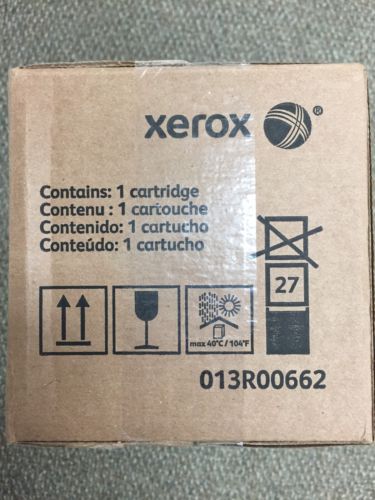 xerox ®
Contains: 1 cartridge
Contenu : 1 cartouche
Contenido: 1 cartucho
Conteúdo: 1 cartucho
27
max 40°C / 104°F
013R00662